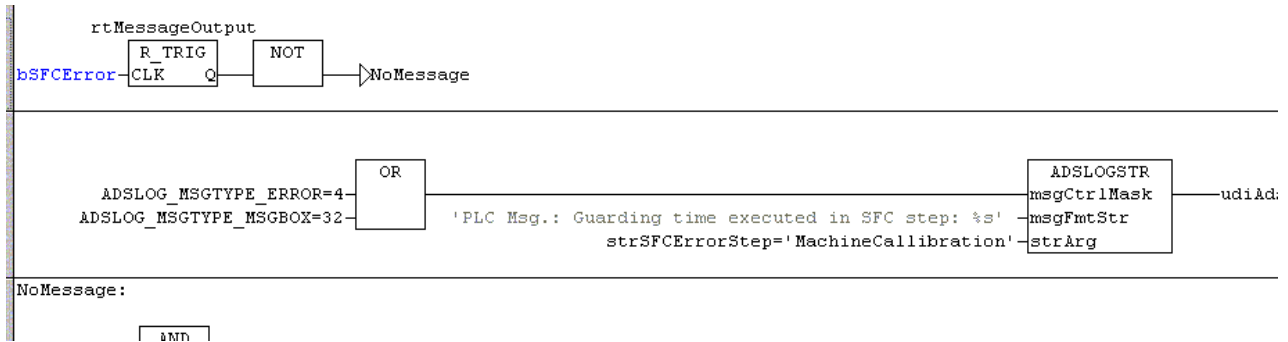 rtMessageOutput
R_TRIG NOT
bSFCError CLK Q NoMessage
OR ADSLOGSTR
ADSLOG_MSGTYPE_ERROR=4 msgCtrlMask udiAds
ADSLOG_MSGTYPE_MSGBOX=32 'PLC Msg.: Guarding time executed in SFC step: %s' msgFmtStr
strSFCErrorStep='MachineCallibration' strArg
NoMessage:
AND